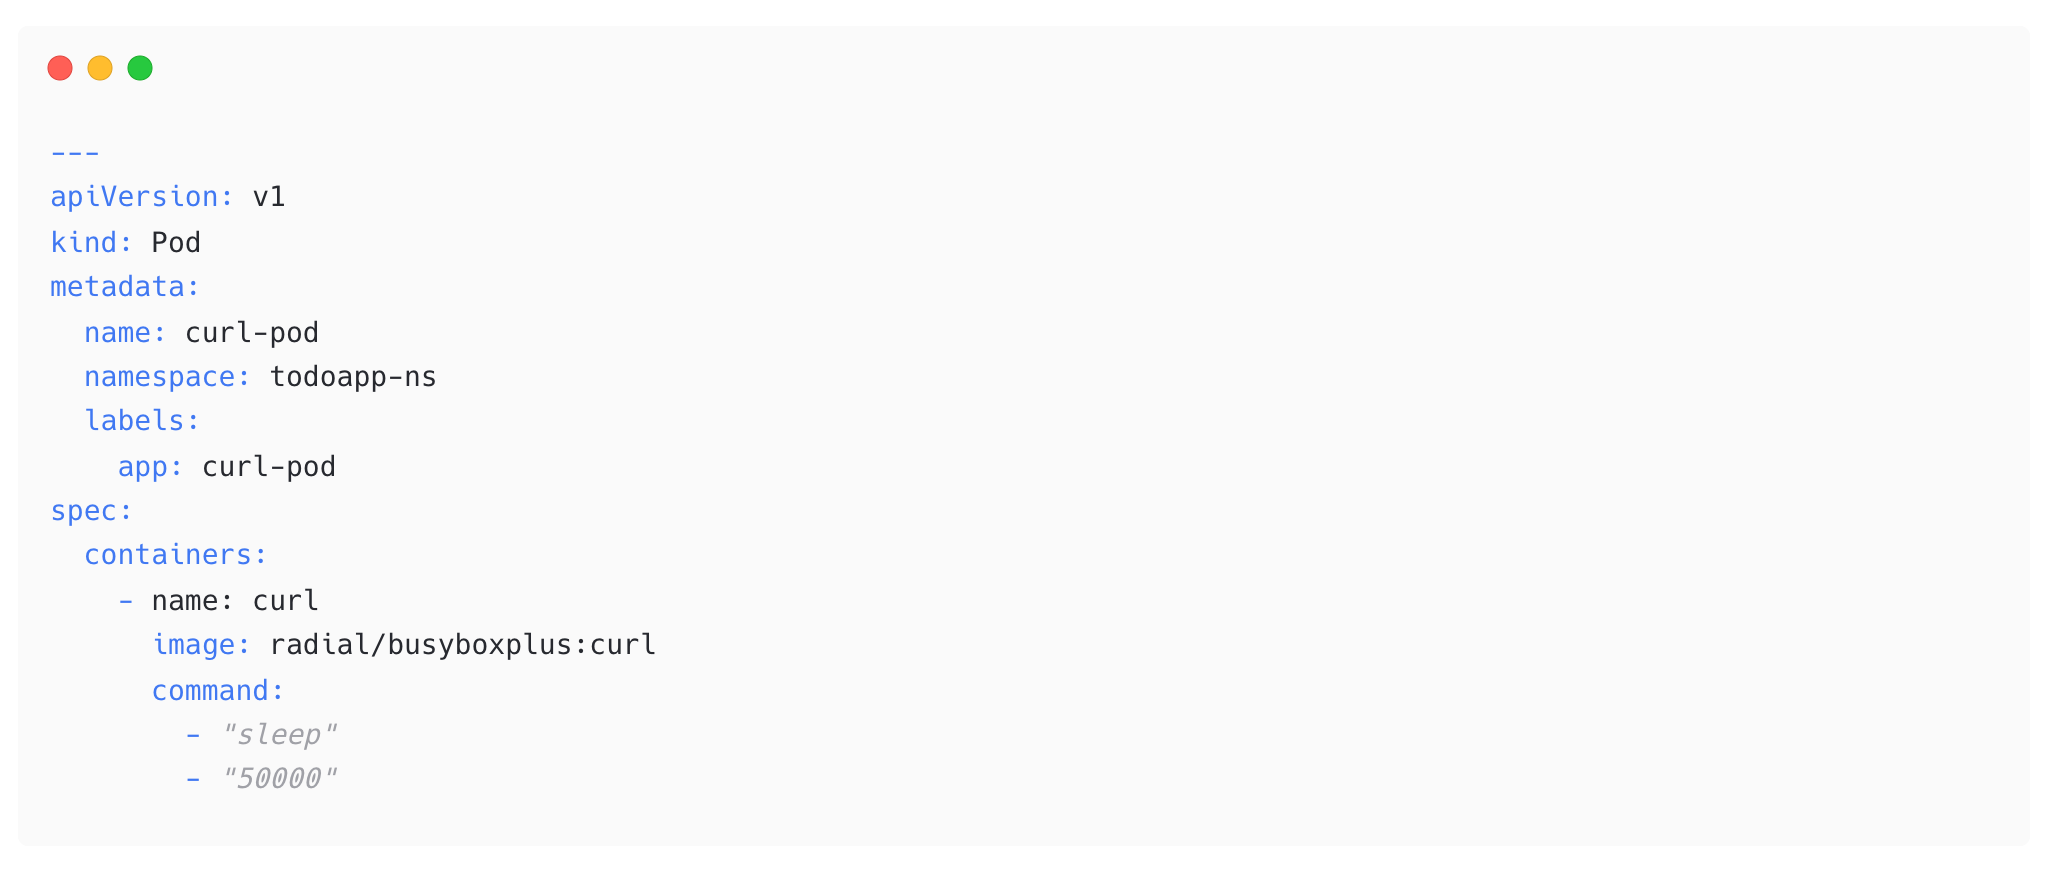 ---
apiVersion: v1
kind: Pod
metadata:
  name: curl-pod
  namespace: todoapp-ns
  labels:
    app: curl-pod
spec:
  containers:
    - name: curl
      image: radial/busyboxplus:curl
      command:
        - "sleep"
        - "50000"